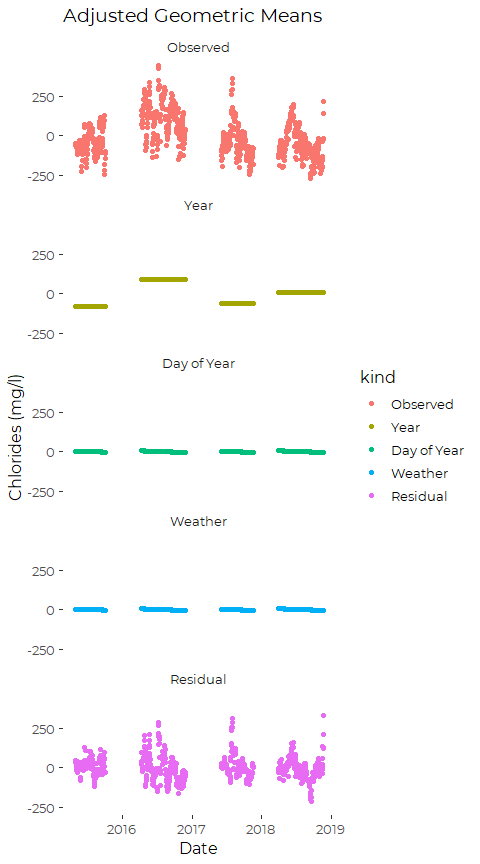 Adjusted Geometric Means
Observed
250
0
-250
Year
250
0
-250
Day of Year
250
0
-250
Weather
250
0
-250
Residual
250
0
-250
2016 2017 2018 2019
Date
Chlorides (mg/l)
kind
Observed
Year
Day of Year
Weather
Residual